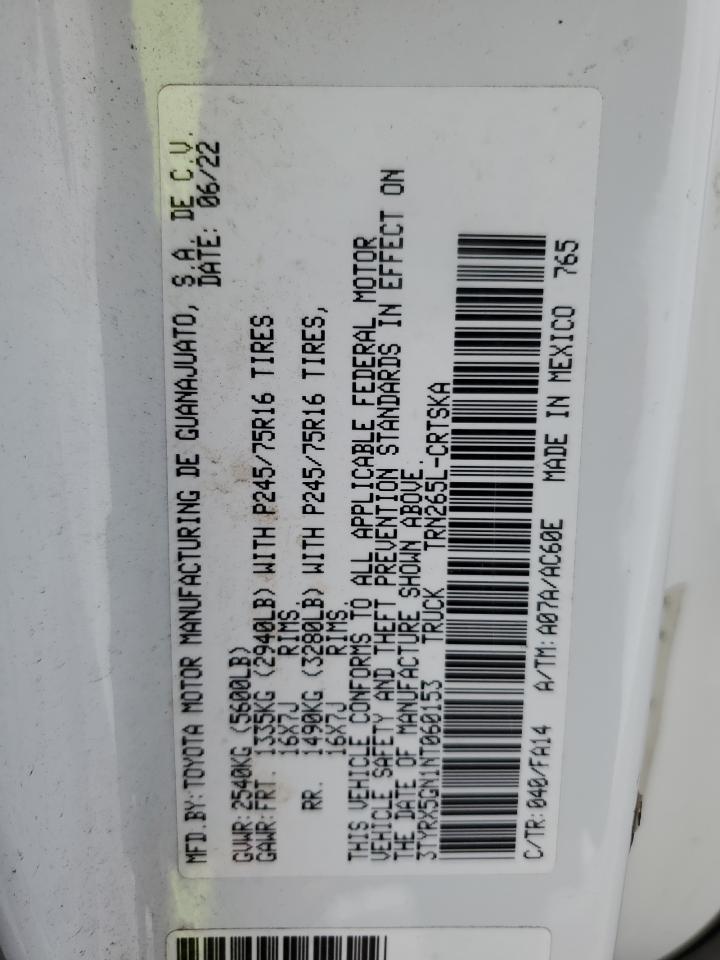 MFD.BY:TOYOTA MOTOR MANUFACTURING DE GUANAJUATO, S.A. DE C.V.
DATE: 06/22
GVWR:2540KG (5600LB)
GAWR:FRT. 1335KG (2940LB) WITH P245/75R16 TIRES
16X7J RIMS.
RR. 1490KG (3280LB) WITH P245/75R16 TIRES,
16X7J RIMS.
THIS VEHICLE CONFORMS TO ALL APPLICABLE FEDERAL MOTOR
VEHICLE SAFETY AND THEFT PREVENTION STANDARDS IN EFFECT ON
THE DATE OF MANUFACTURE SHOWN ABOVE.
3TYRX5GN1NT060153 TRUCK TRN265L-CRTSKA
C/TR:040/FA14 A/TM:A07A/AC60E MADE IN MEXICO 765